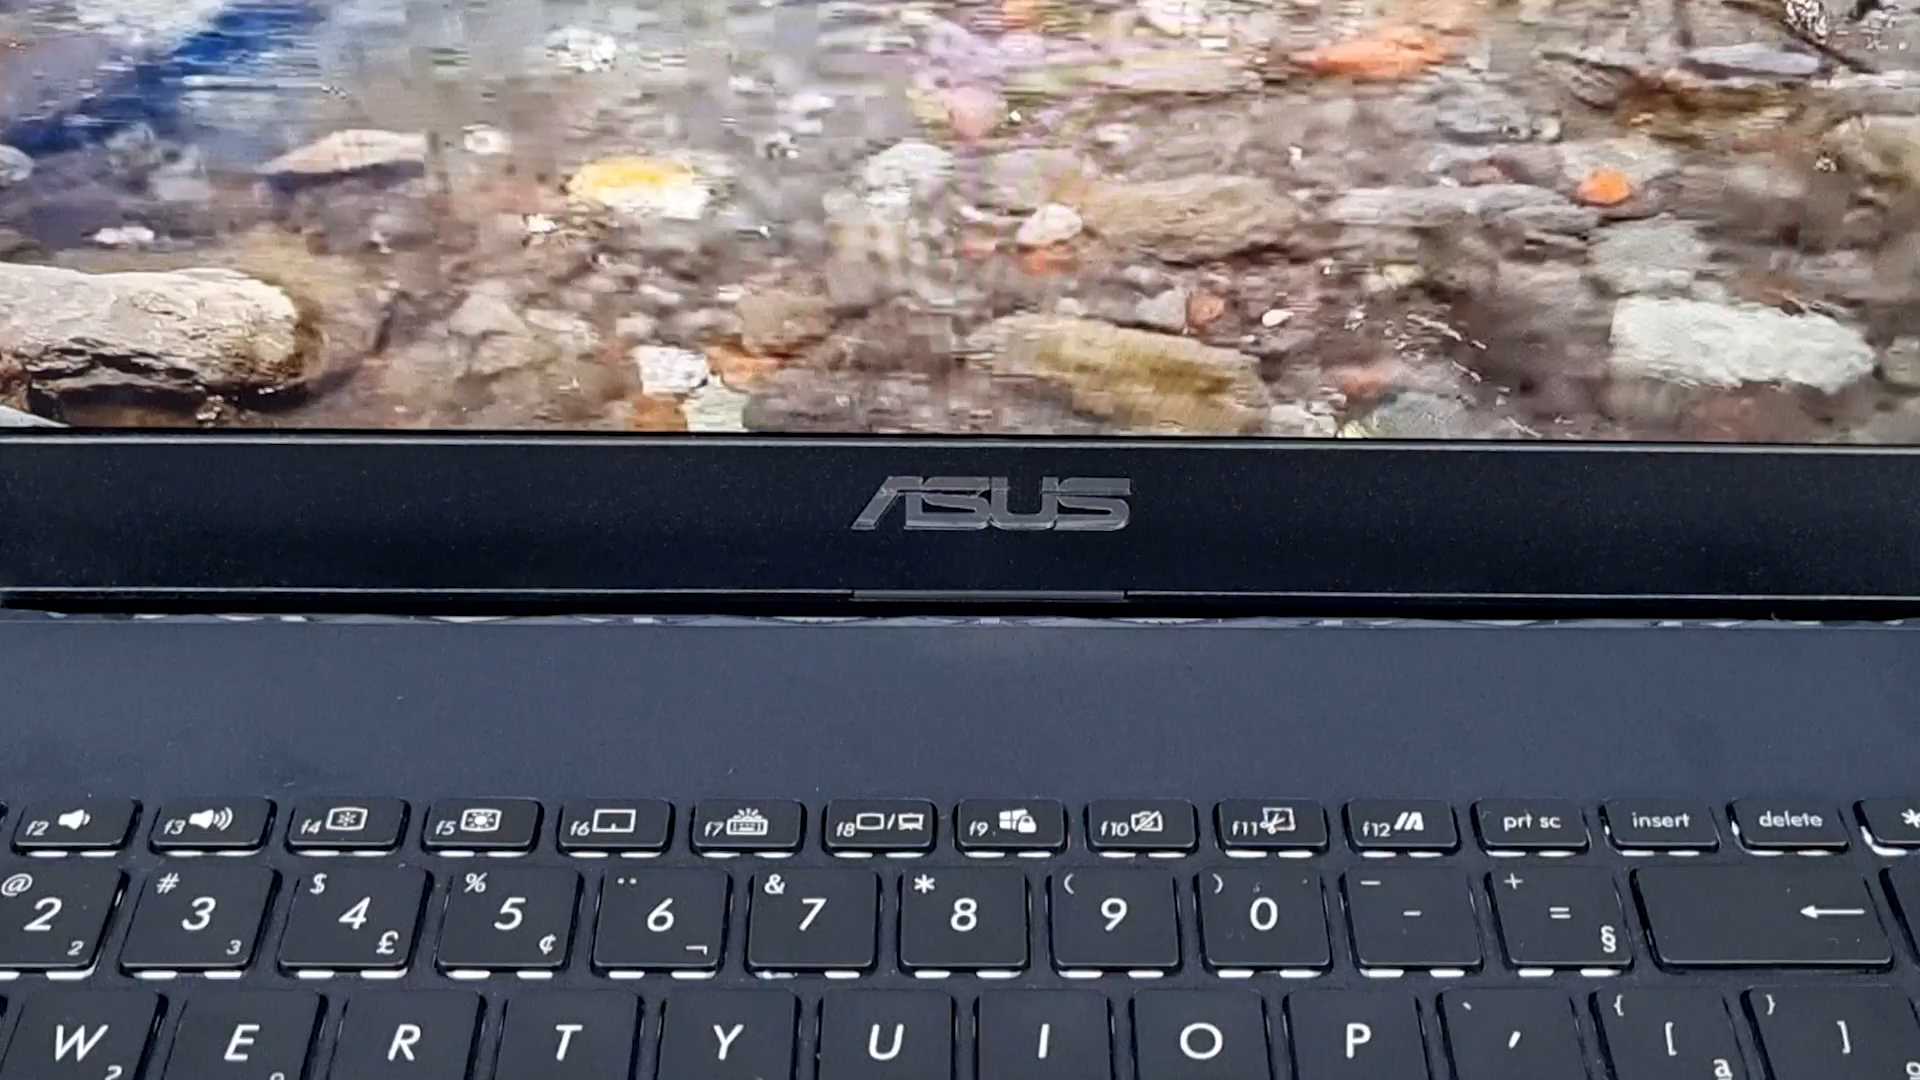 ASUS
f2 f3 f4 f5 f6 f7 f8 / f9 f10 f11 f12 prt sc insert delete
@ # $ % ¨ & * ( ) _ +
2 3 4 5 6 7 8 9 0 - =
2 3 £ ¢ ¬ §
` { }
W E R T Y U I O P ´ [ ]
ª